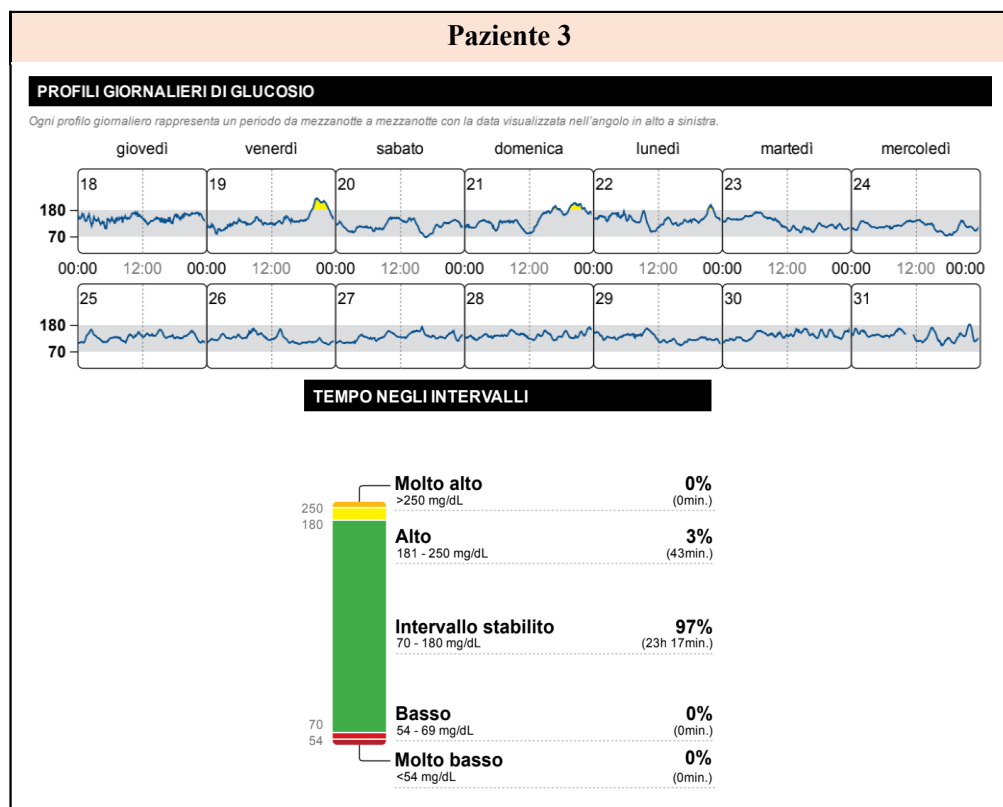 Paziente 3
PROFILI GIORNALIERI DI GLUCOSIO
Ogni profilo giornaliero rappresenta un periodo da mezzanotte a mezzanotte con la data visualizzata nell'angolo in alto a sinistra.
giovedì venerdì sabato domenica lunedì martedì mercoledì
18 19 20 21 22 23 24
180
70
00:00 12:00 00:00 12:00 00:00 12:00 00:00 12:00 00:00 12:00 00:00 12:00 00:00 12:00 00:00
25 26 27 28 29 30 31
180
70
TEMPO NEGLI INTERVALLI
Molto alto 0%
>250 mg/dL (0min.)
250
180
Alto 3%
181 - 250 mg/dL (43min.)
Intervallo stabilito 97%
70 - 180 mg/dL (23h 17min.)
Basso 0%
70
54 - 69 mg/dL (0min.)
54
Molto basso 0%
<54 mg/dL (0min.)